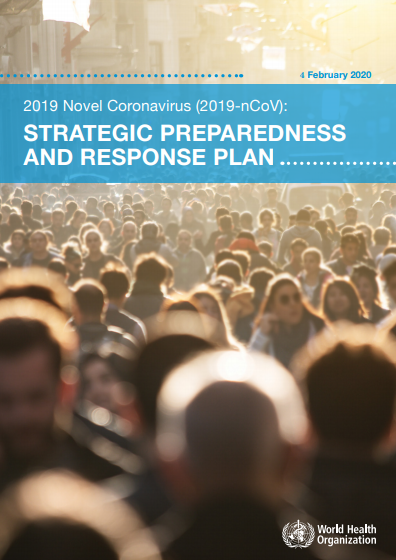 4 February 2020
2019 Novel Coronavirus (2019-nCoV):
STRATEGIC PREPAREDNESS
AND RESPONSE PLAN
World Health
Organization